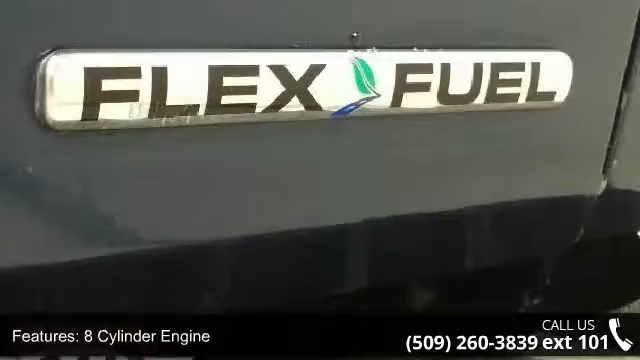 FLEX FUEL
CALL US
Features: 8 Cylinder Engine
(509) 260-3839 ext 101